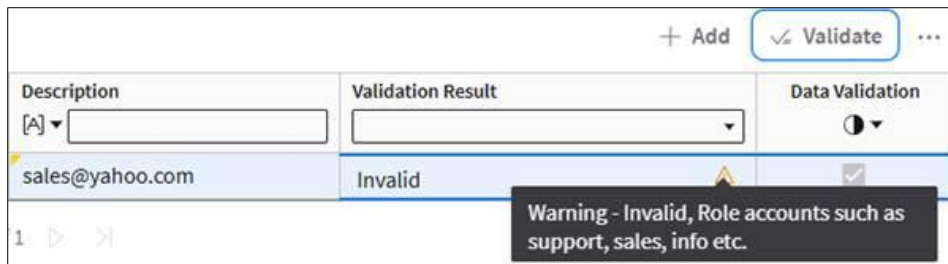 + Add Validate ...
Description Validation Result Data Validation
[A]
sales@yahoo.com Invalid
Warning - Invalid, Role accounts such as
support, sales, info etc.
1